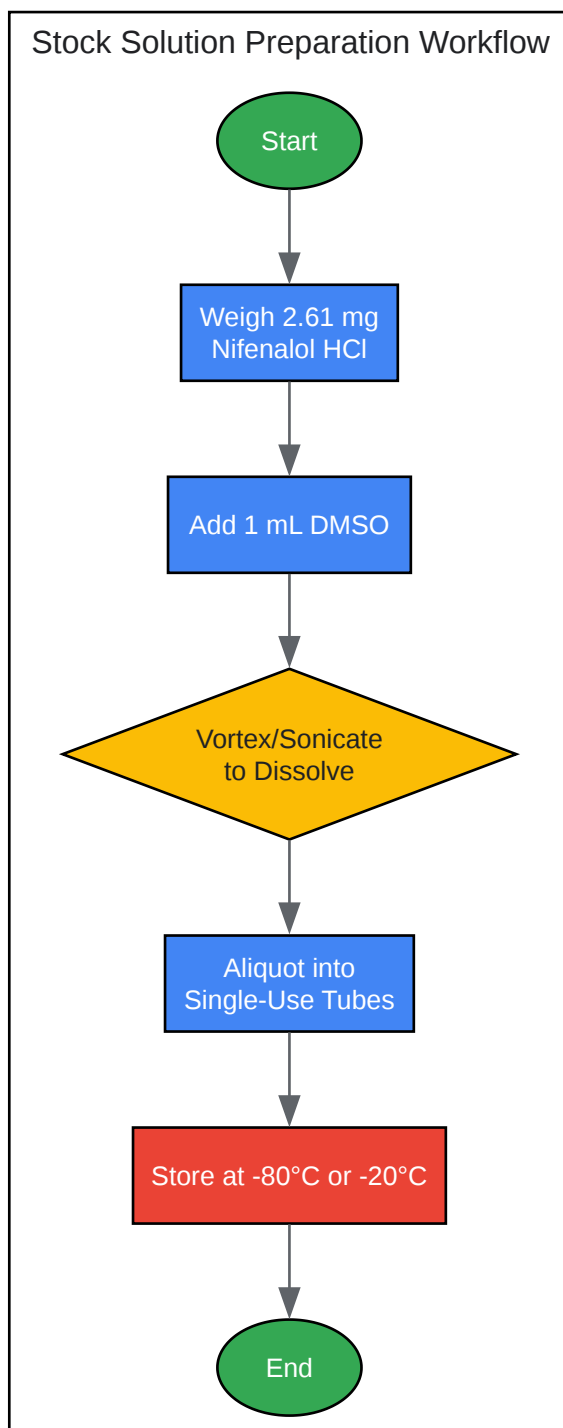 Stock Solution Preparation Workflow
Start
Weigh 2.61 mg
Nifenalol HCl
Add 1 mL DMSO
Vortex/Sonicate
to Dissolve
Aliquot into
Single-Use Tubes
Store at -80°C or -20°C
End